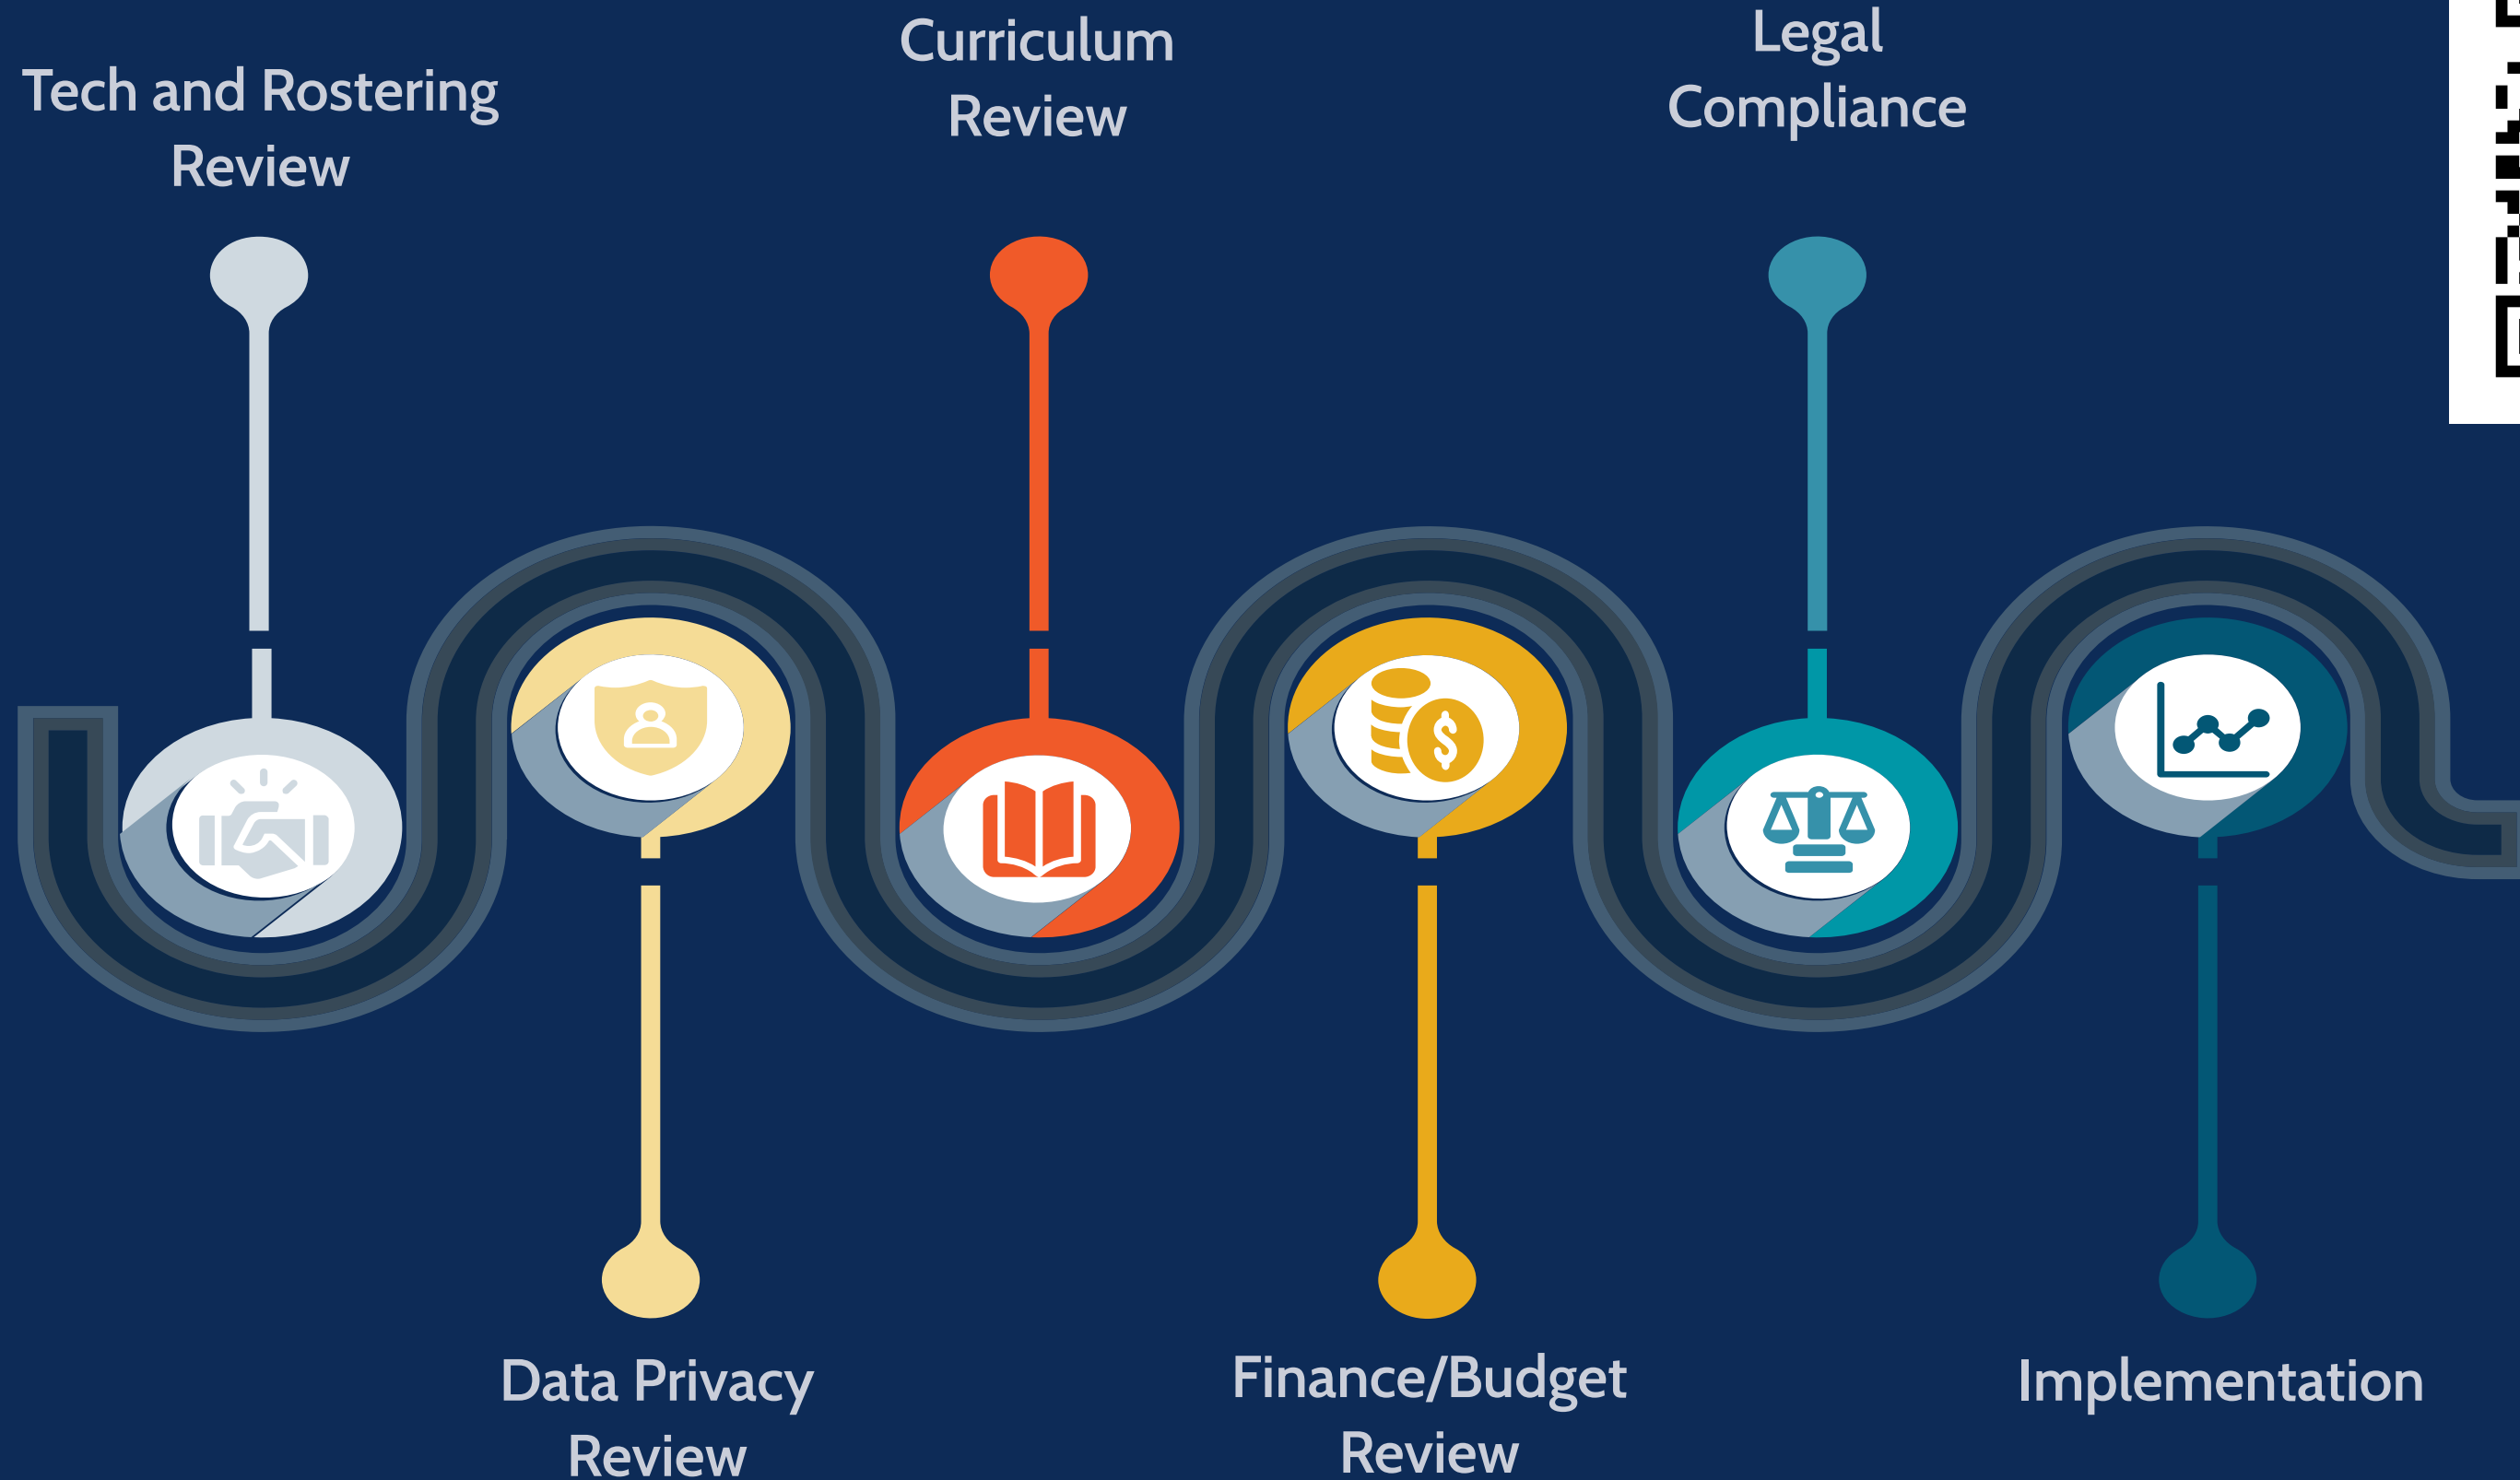 Tech and Rostering
Review
Data Privacy
Review
Curriculum
Review
Finance/Budget
Review
Legal
Compliance
Implementation